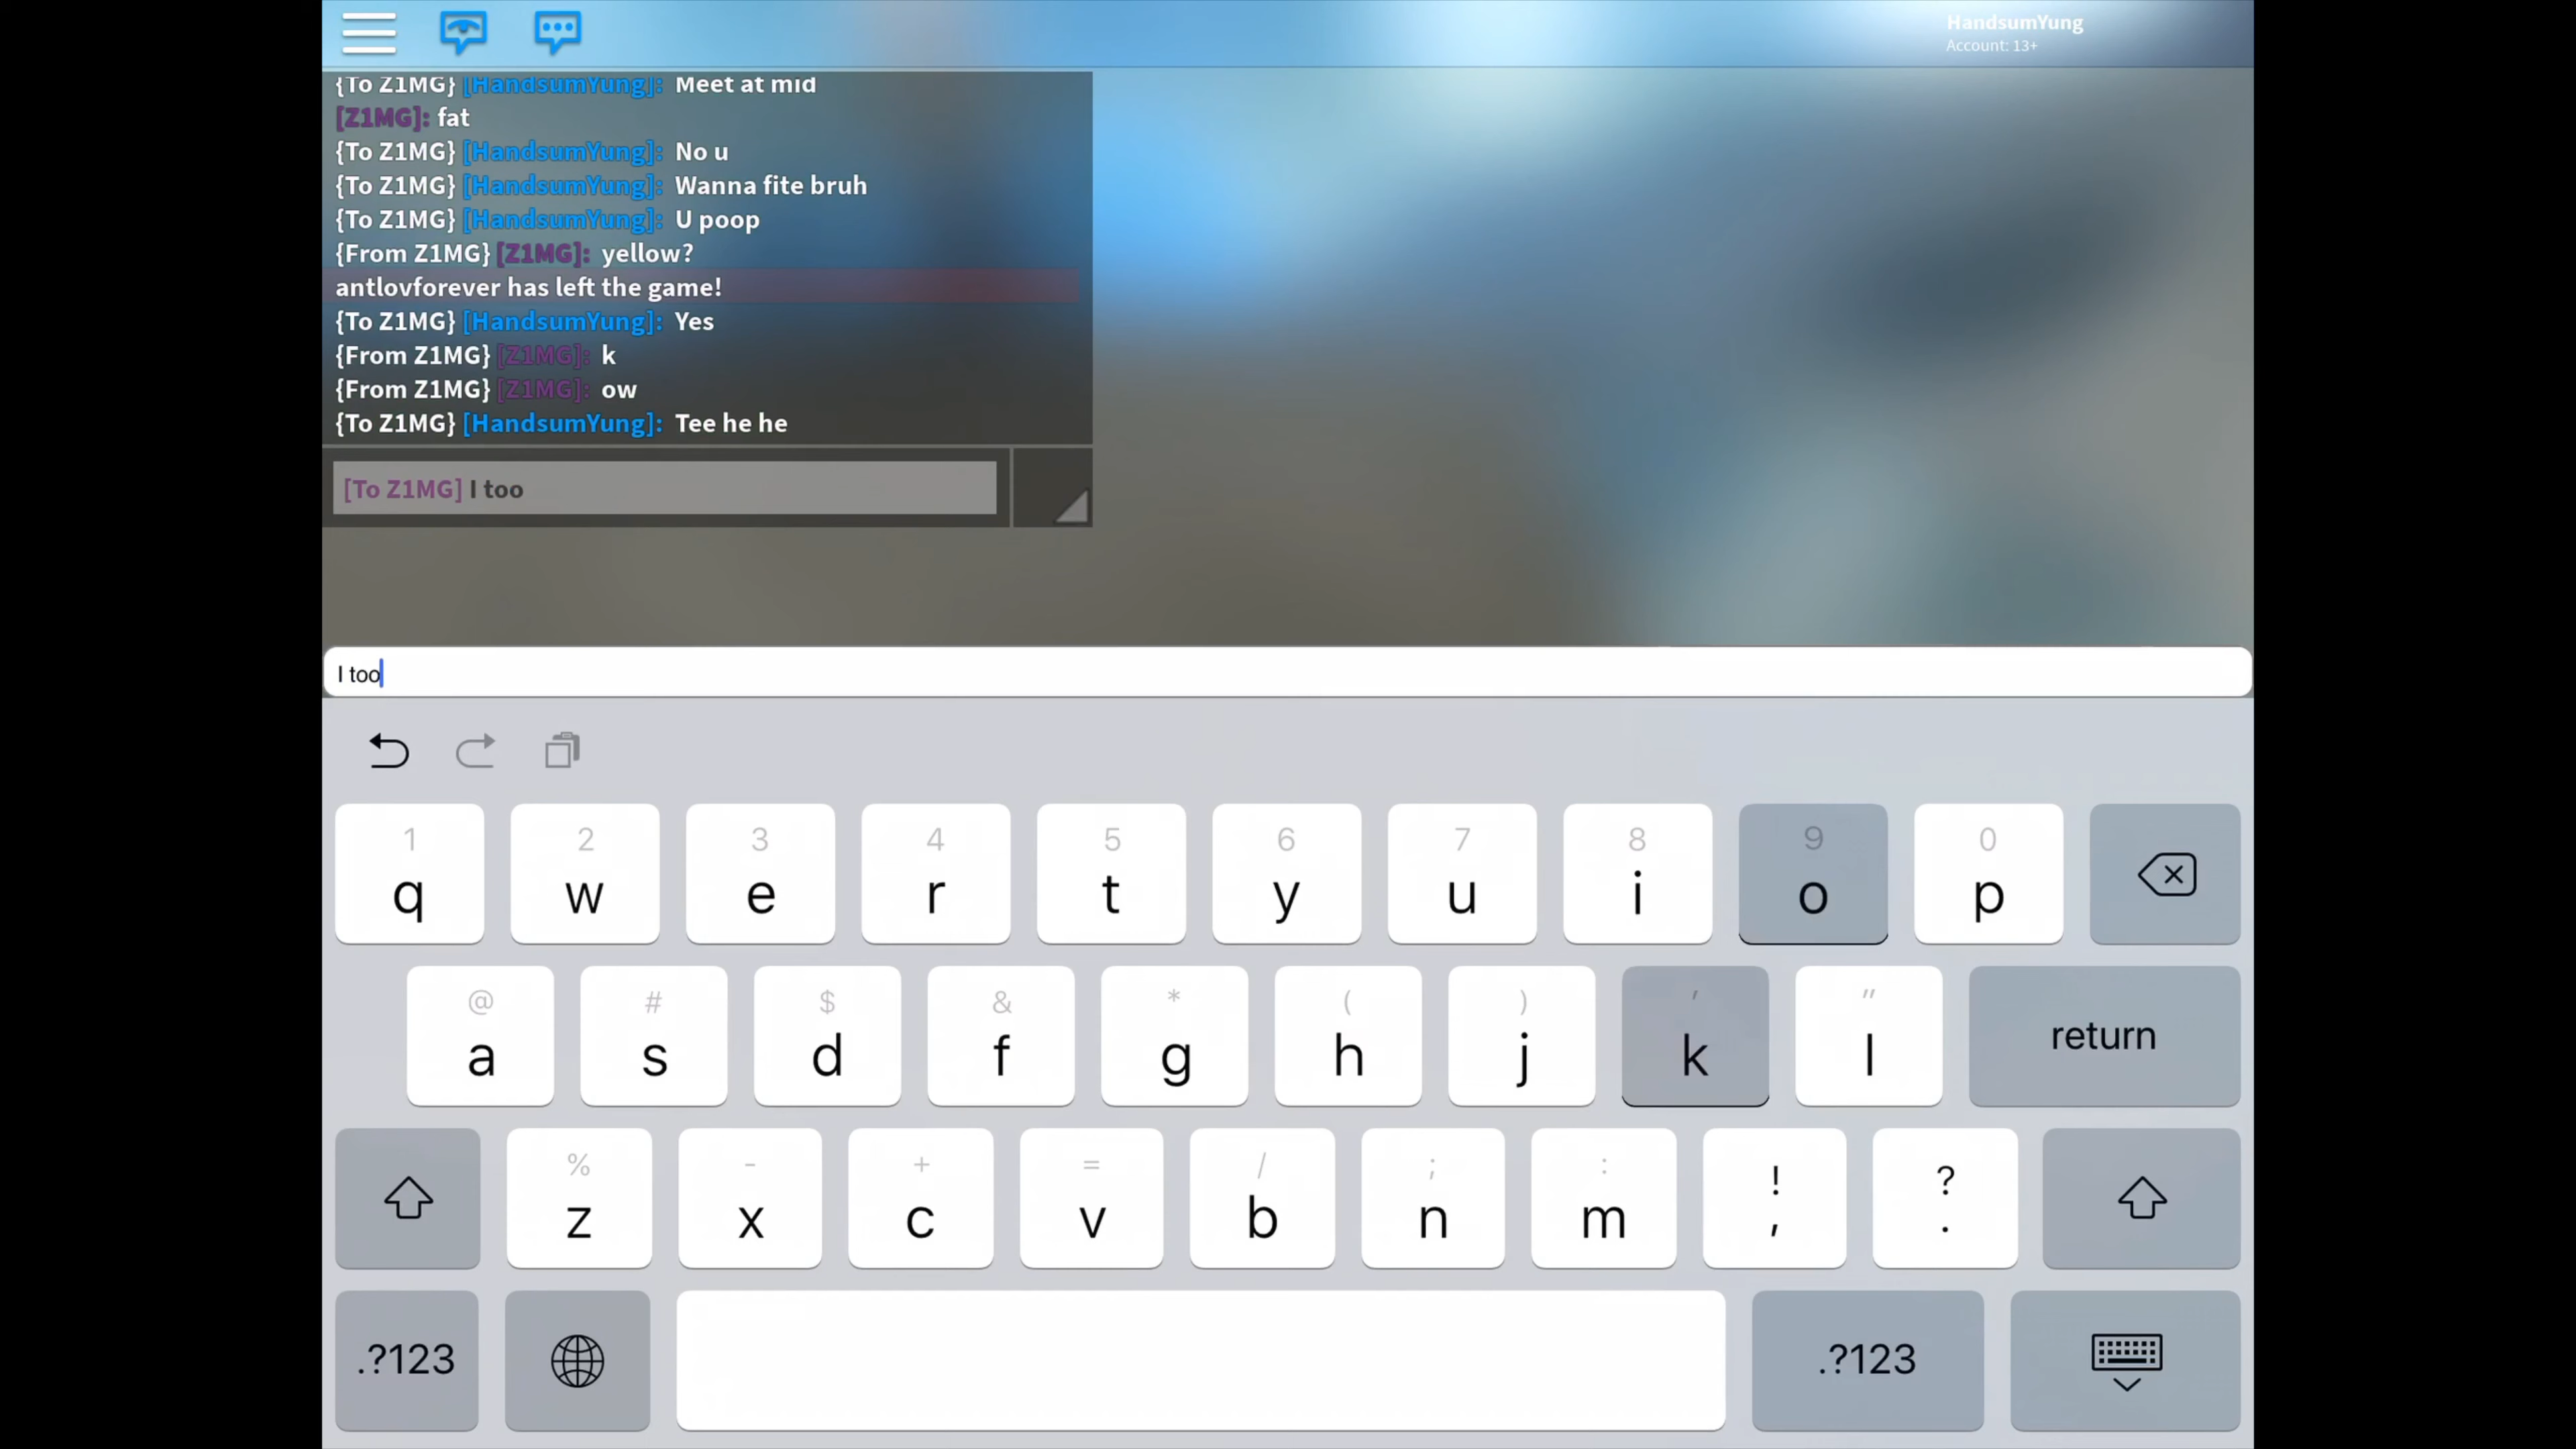 HandsumYung
Account: 13+
{To Z1MG} [HandsumYung]: Meet at mid
[Z1MG]: fat
{To Z1MG} [HandsumYung]: No u
{To Z1MG} [HandsumYung]: Wanna fite bruh
{To Z1MG} [HandsumYung]: U poop
{From Z1MG} [Z1MG]: yellow?
antlovforever has left the game!
{To Z1MG} [HandsumYung]: Yes
{From Z1MG} [Z1MG]: k
{From Z1MG} [Z1MG]: ow
{To Z1MG} [HandsumYung]: Tee he he
[To Z1MG] I too
I too
1 2 3 4 5 6 7 8 9 0
q w e r t y u i o p
@ # $ & * ( ) ' "
a s d f g h j k l return
% - + = / ; : ! ?
z x c v b n m , .
.?123 .?123